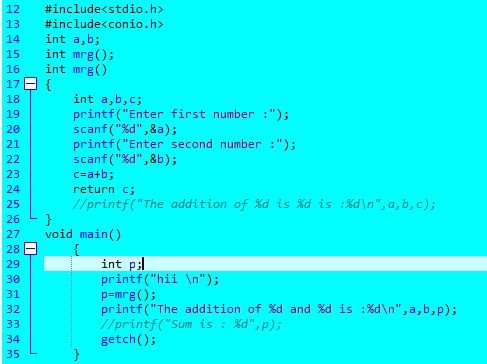 12 #include<stdio.h>
13 #include<conio.h>
14 int a,b;
15 int mrg();
16 int mrg()
17 {
18 int a,b,c;
19 printf("Enter first number :");
20 scanf("%d",&a);
21 printf("Enter second number :");
22 scanf("%d",&b);
23 c=a+b;
24 return c;
25 //printf("The addition of %d is %d is :%d\n",a,b,c);
26 }
27 void main()
28 {
29 int p;
30 printf("hii \n");
31 p=mrg();
32 printf("The addition of %d and %d is :%d\n",a,b,p);
33 //printf("Sum is : %d",p);
34 getch();
35 }